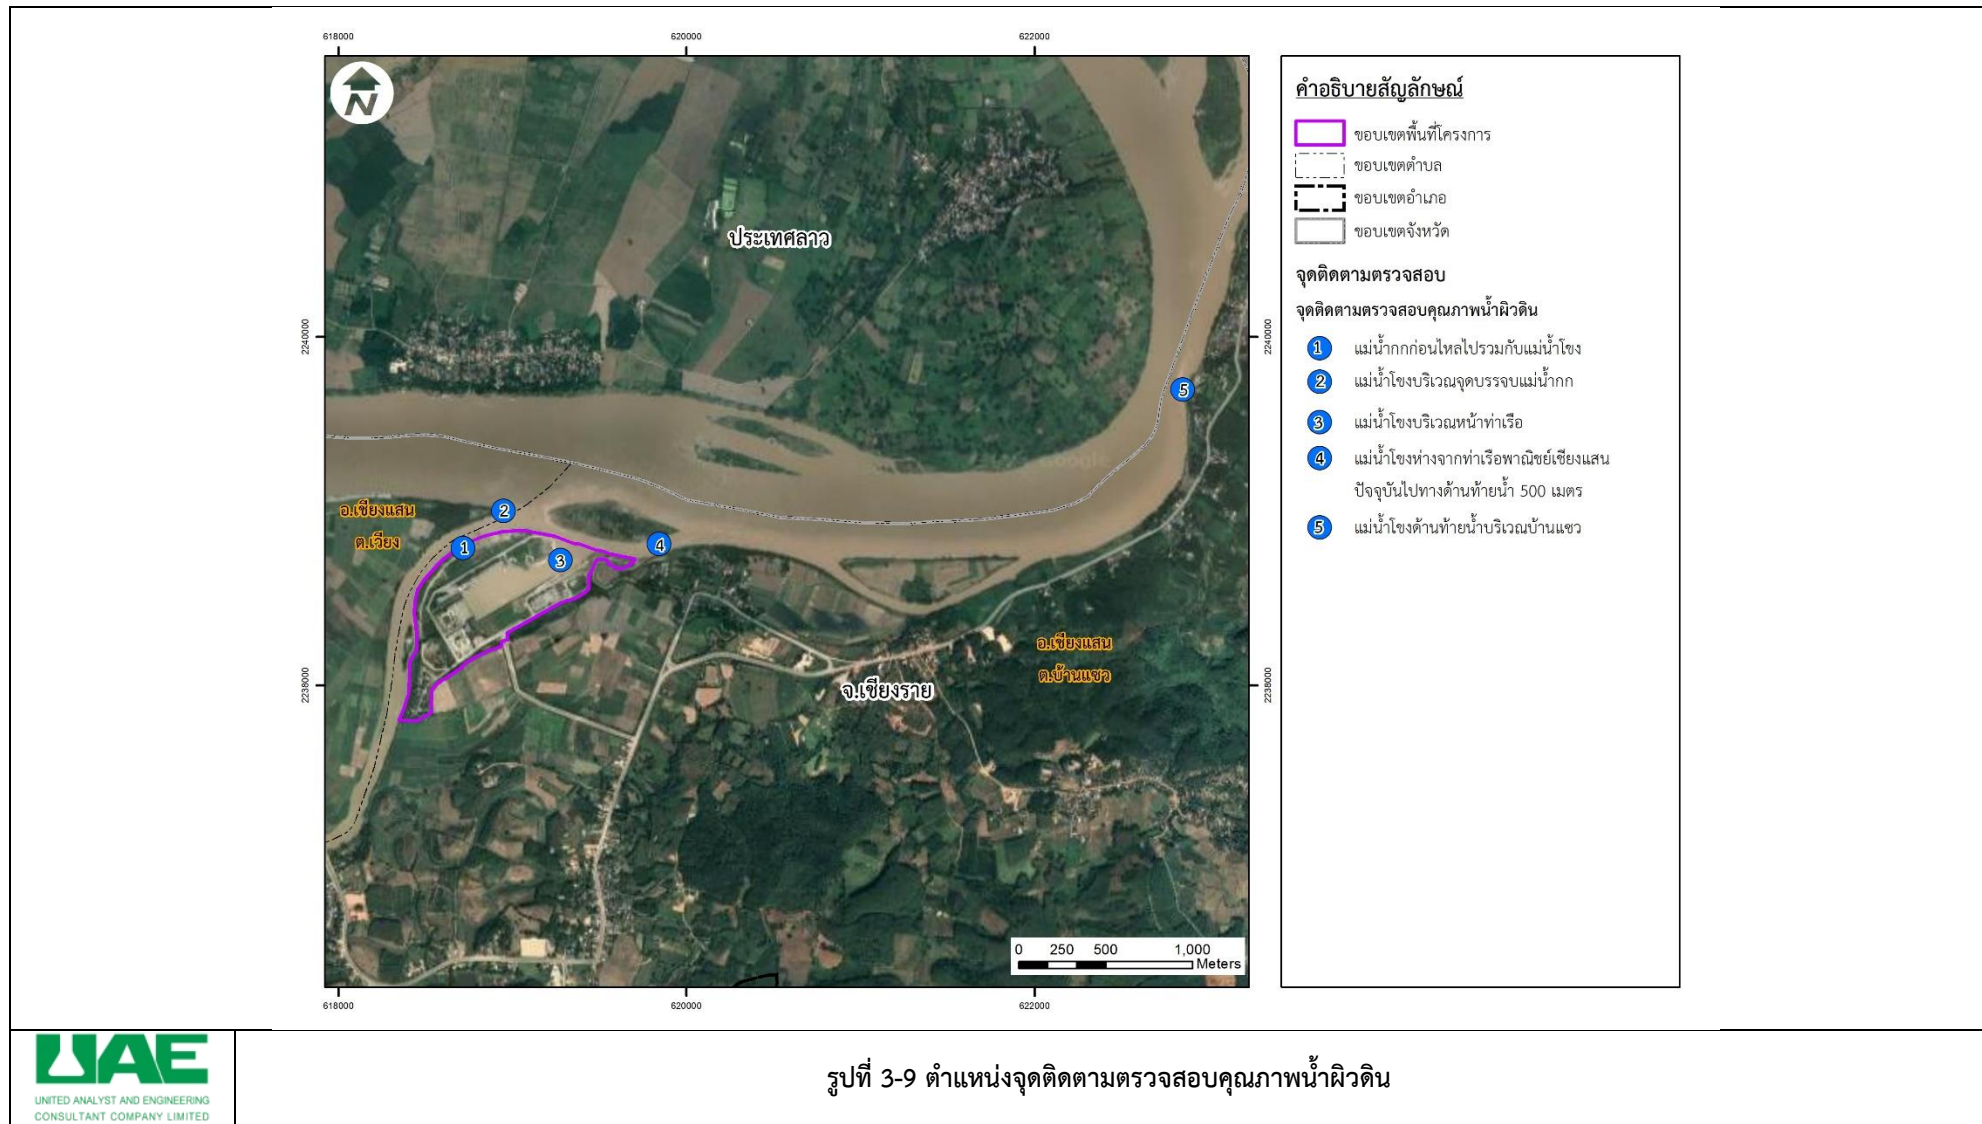 618000
620000
622000
N
2240000
2240000
2238000
2238000
ประเทศลาว
อ.เชียงแสน
ต.เวียง
1
2
3
4
5
อ.เชียงแสน
ต.บ้านแซว
จ.เชียงราย
0 250 500 1,000
Meters
618000
620000
622000
คำอธิบายสัญลักษณ์
ขอบเขตพื้นที่โครงการ
ขอบเขตตำบล
ขอบเขตอำเภอ
ขอบเขตจังหวัด
จุดติดตามตรวจสอบ
จุดติดตามตรวจสอบคุณภาพน้ำผิวดิน
1 แม่น้ำกกก่อนไหลไปรวมกับแม่น้ำโขง
2 แม่น้ำโขงบริเวณจุดบรรจบแม่น้ำกก
3 แม่น้ำโขงบริเวณหน้าท่าเรือ
4 แม่น้ำโขงห่างจากท่าเรือพาณิชย์เชียงแสน
ปัจจุบันไปทางด้านท้ายน้ำ 500 เมตร
5 แม่น้ำโขงด้านท้ายน้ำบริเวณบ้านแซว
UAE
UNITED ANALYST AND ENGINEERING
CONSULTANT COMPANY LIMITED
รูปที่ 3-9 ตำแหน่งจุดติดตามตรวจสอบคุณภาพน้ำผิวดิน